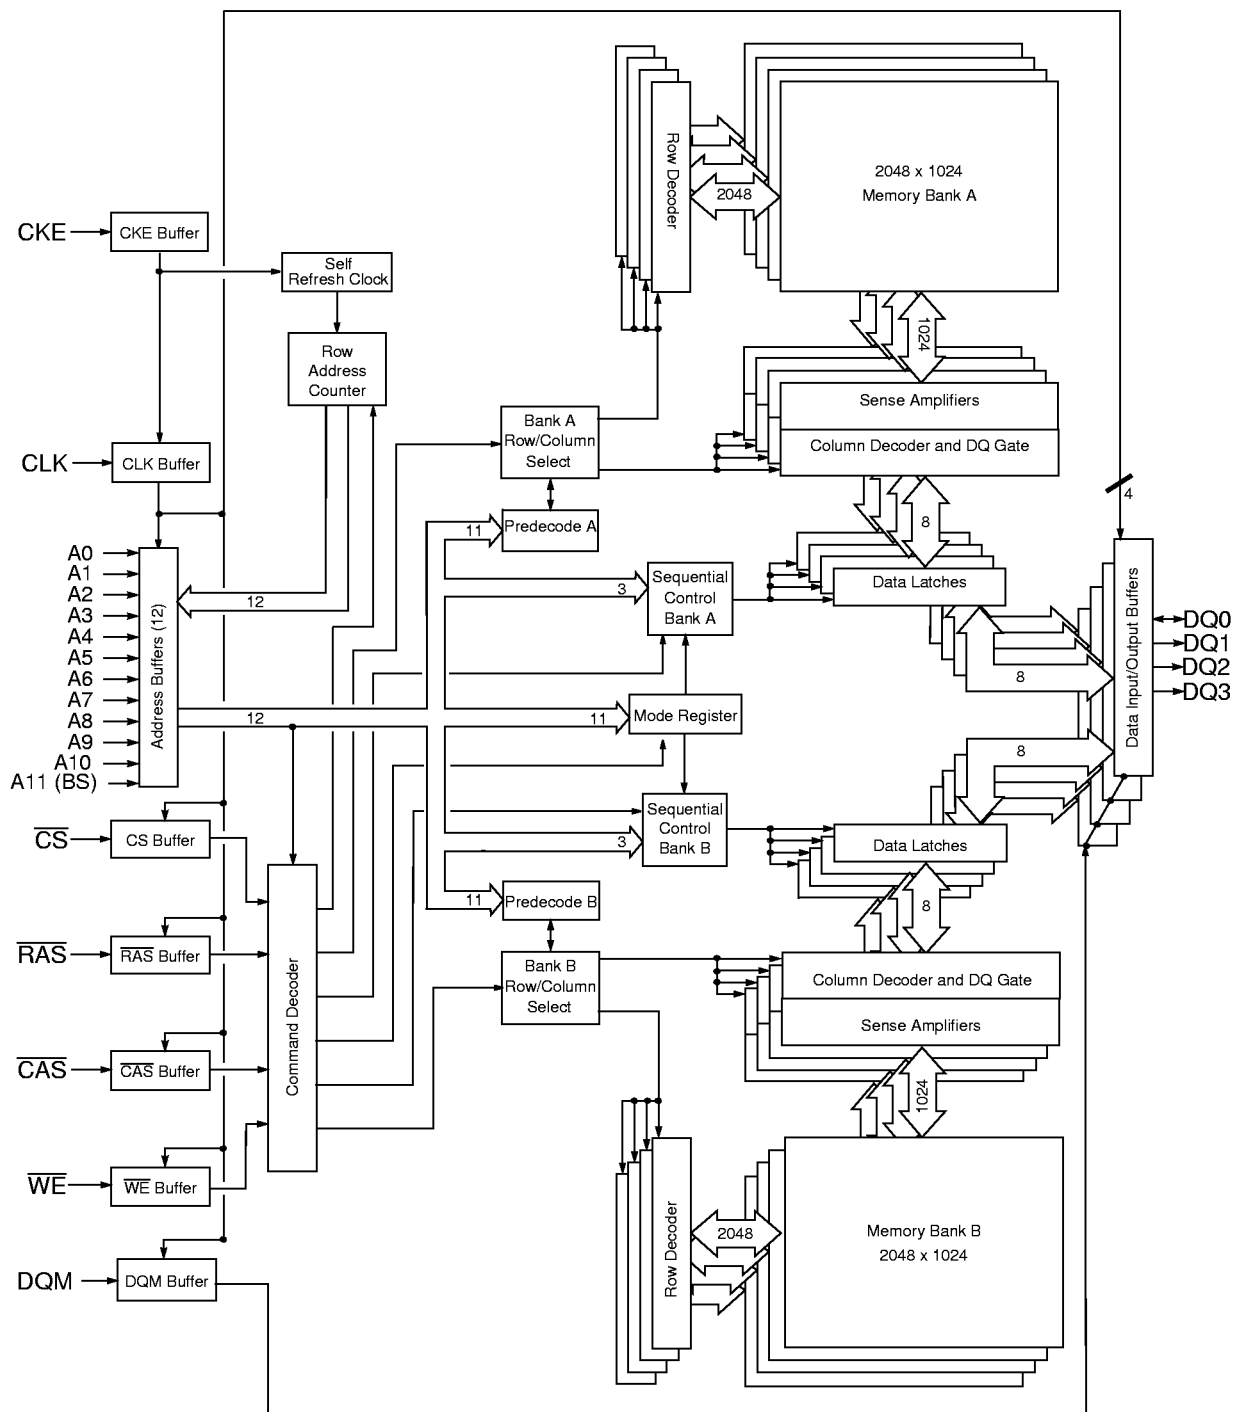 4
2048 x 1024
Memory Bank A
Row Decoder
2048
CKE
CKE Buffer
Self
Refresh Clock
1024
Row
Address
Counter
Sense Amplifiers
Column Decoder and DQ Gate
Bank A
Row/Column
Select
CLK
CLK Buffer
8
11
Predecode A
A0
A1
A2
A3
A4
A5
A6
A7
A8
A9
A10
A11 (BS)
Address Buffers (12)
12
3
Sequential
Control
Bank A
Data Latches
8
Data Input/Output Buffers
DQ0
DQ1
DQ2
DQ3
12
11
Mode Register
8
CS
CS Buffer
3
Sequential
Control
Bank B
Data Latches
11
Predecode B
8
RAS
RAS Buffer
Command Decoder
Bank B
Row/Column
Select
Column Decoder and DQ Gate
Sense Amplifiers
CAS
CAS Buffer
1024
WE
WE Buffer
Row Decoder
2048
Memory Bank B
2048 x 1024
DQM
DQM Buffer